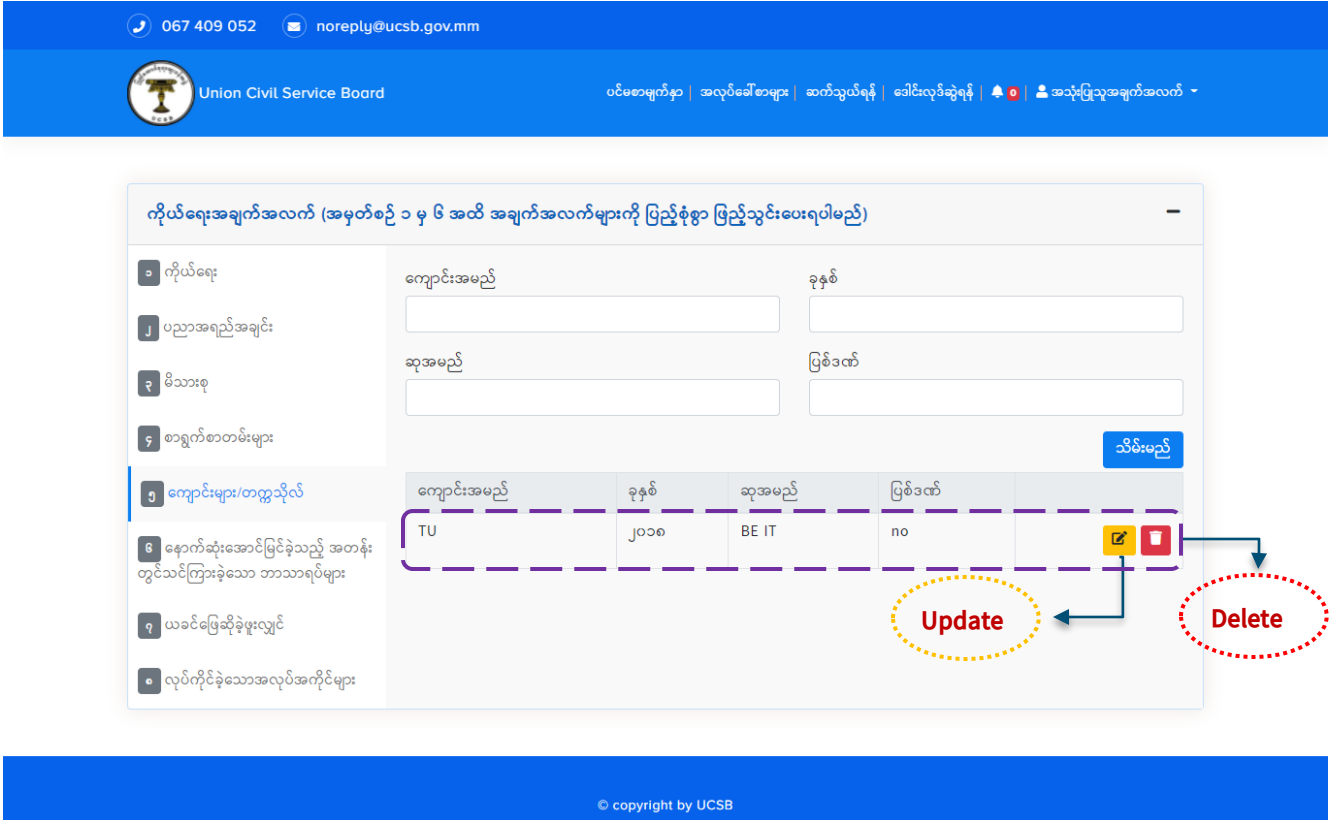 067 409 052 noreply@ucsb.gov.mm
Union Civil Service Board
ပင်မစာမျက်နှာ | အလုပ်ခေါ်စာများ | ဆက်သွယ်ရန် | ဒေါင်းလုဒ်ဆွဲရန် | 0 | အသုံးပြုသူအချက်အလက်
ကိုယ်ရေးအချက်အလက် (အမှတ်စဉ် ၁ မှ ၆ အထိ အချက်အလက်များကို ပြည့်စုံစွာ ဖြည့်သွင်းပေးရပါမည်)
၁ ကိုယ်ရေး
၂ ပညာအရည်အချင်း
၃ မိသားစု
၄ စာရွက်စာတမ်းများ
၅ ကျောင်းများ/တက္ကသိုလ်
၆ နောက်ဆုံးအောင်မြင်ခဲ့သည့် အတန်း
တွင်သင်ကြားခဲ့သော ဘာသာရပ်များ
၇ ယခင်ဖြေဆိုခဲ့ဖူးလျှင်
၈ လုပ်ကိုင်ခဲ့သောအလုပ်အကိုင်များ
ကျောင်းအမည် ခုနှစ်
ဆုအမည် ပြစ်ဒဏ်
သိမ်းမည်
ကျောင်းအမည် ခုနှစ် ဆုအမည် ပြစ်ဒဏ်
TU ၂၀၁၈ BE IT no
Update Delete
© copyright by UCSB